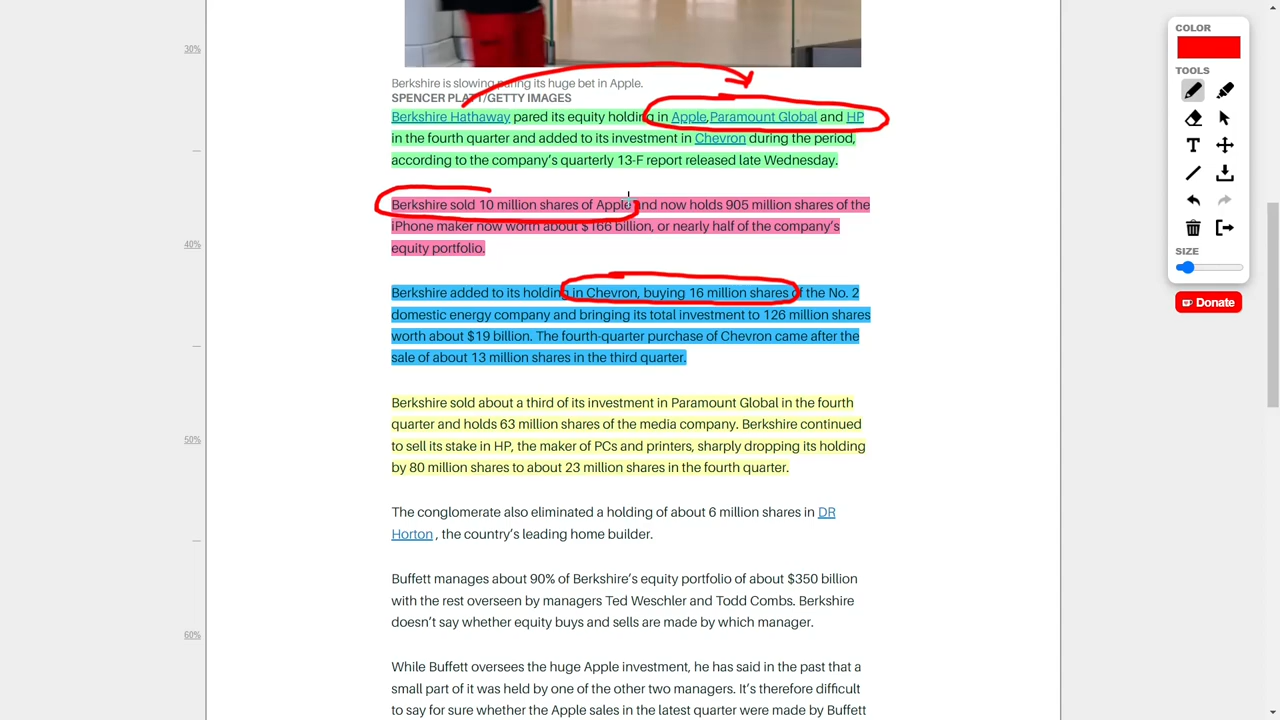 30%
Berkshire is slowing paring its huge bet in Apple.
SPENCER PLATT/GETTY IMAGES
Berkshire Hathaway pared its equity holding in Apple,Paramount Global and HP
in the fourth quarter and added to its investment in Chevron during the period,
according to the company's quarterly 13-F report released late Wednesday.
Berkshire sold 10 million shares of Apple and now holds 905 million shares of the
iPhone maker now worth about $166 billion, or nearly half of the company's
40%
equity portfolio.
Berkshire added to its holding in Chevron, buying 16 million shares of the No. 2
domestic energy company and bringing its total investment to 126 million shares
worth about $19 billion. The fourth-quarter purchase of Chevron came after the
sale of about 13 million shares in the third quarter.
Berkshire sold about a third of its investment in Paramount Global in the fourth
quarter and holds 63 million shares of the media company. Berkshire continued
50%
to sell its stake in HP, the maker of PCs and printers, sharply dropping its holding
by 80 million shares to about 23 million shares in the fourth quarter.
The conglomerate also eliminated a holding of about 6 million shares in DR
Horton , the country's leading home builder.
Buffett manages about 90% of Berkshire's equity portfolio of about $350 billion
with the rest overseen by managers Ted Weschler and Todd Combs. Berkshire
doesn't say whether equity buys and sells are made by which manager.
60%
While Buffett oversees the huge Apple investment, he has said in the past that a
small part of it was held by one of the other two managers. It's therefore difficult
to say for sure whether the Apple sales in the latest quarter were made by Buffett
COLOR
TOOLS
T
SIZE
Donate